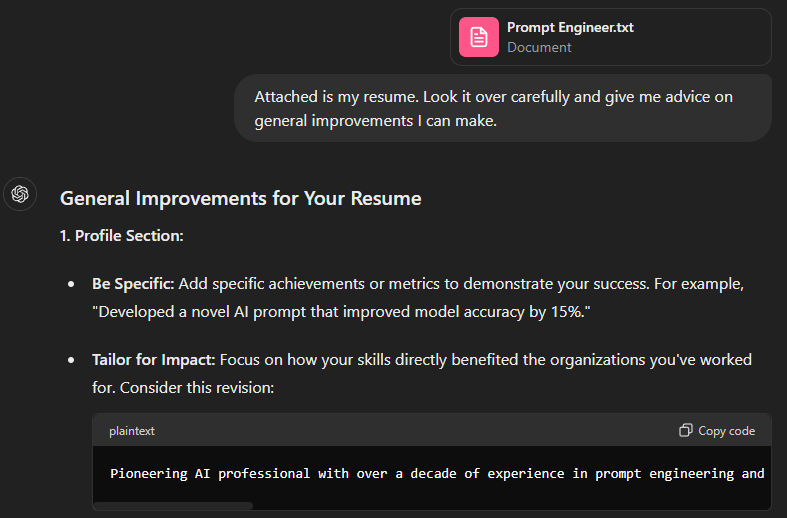 Prompt Engineer.txt
Document
Attached is my resume. Look it over carefully and give me advice on
general improvements I can make.
General Improvements for Your Resume
1. Profile Section:
• Be Specific: Add specific achievements or metrics to demonstrate your success. For example,
"Developed a novel AI prompt that improved model accuracy by 15%."
• Tailor for Impact: Focus on how your skills directly benefited the organizations you've worked
for. Consider this revision:
plaintext
Copy code
Pioneering AI professional with over a decade of experience in prompt engineering and